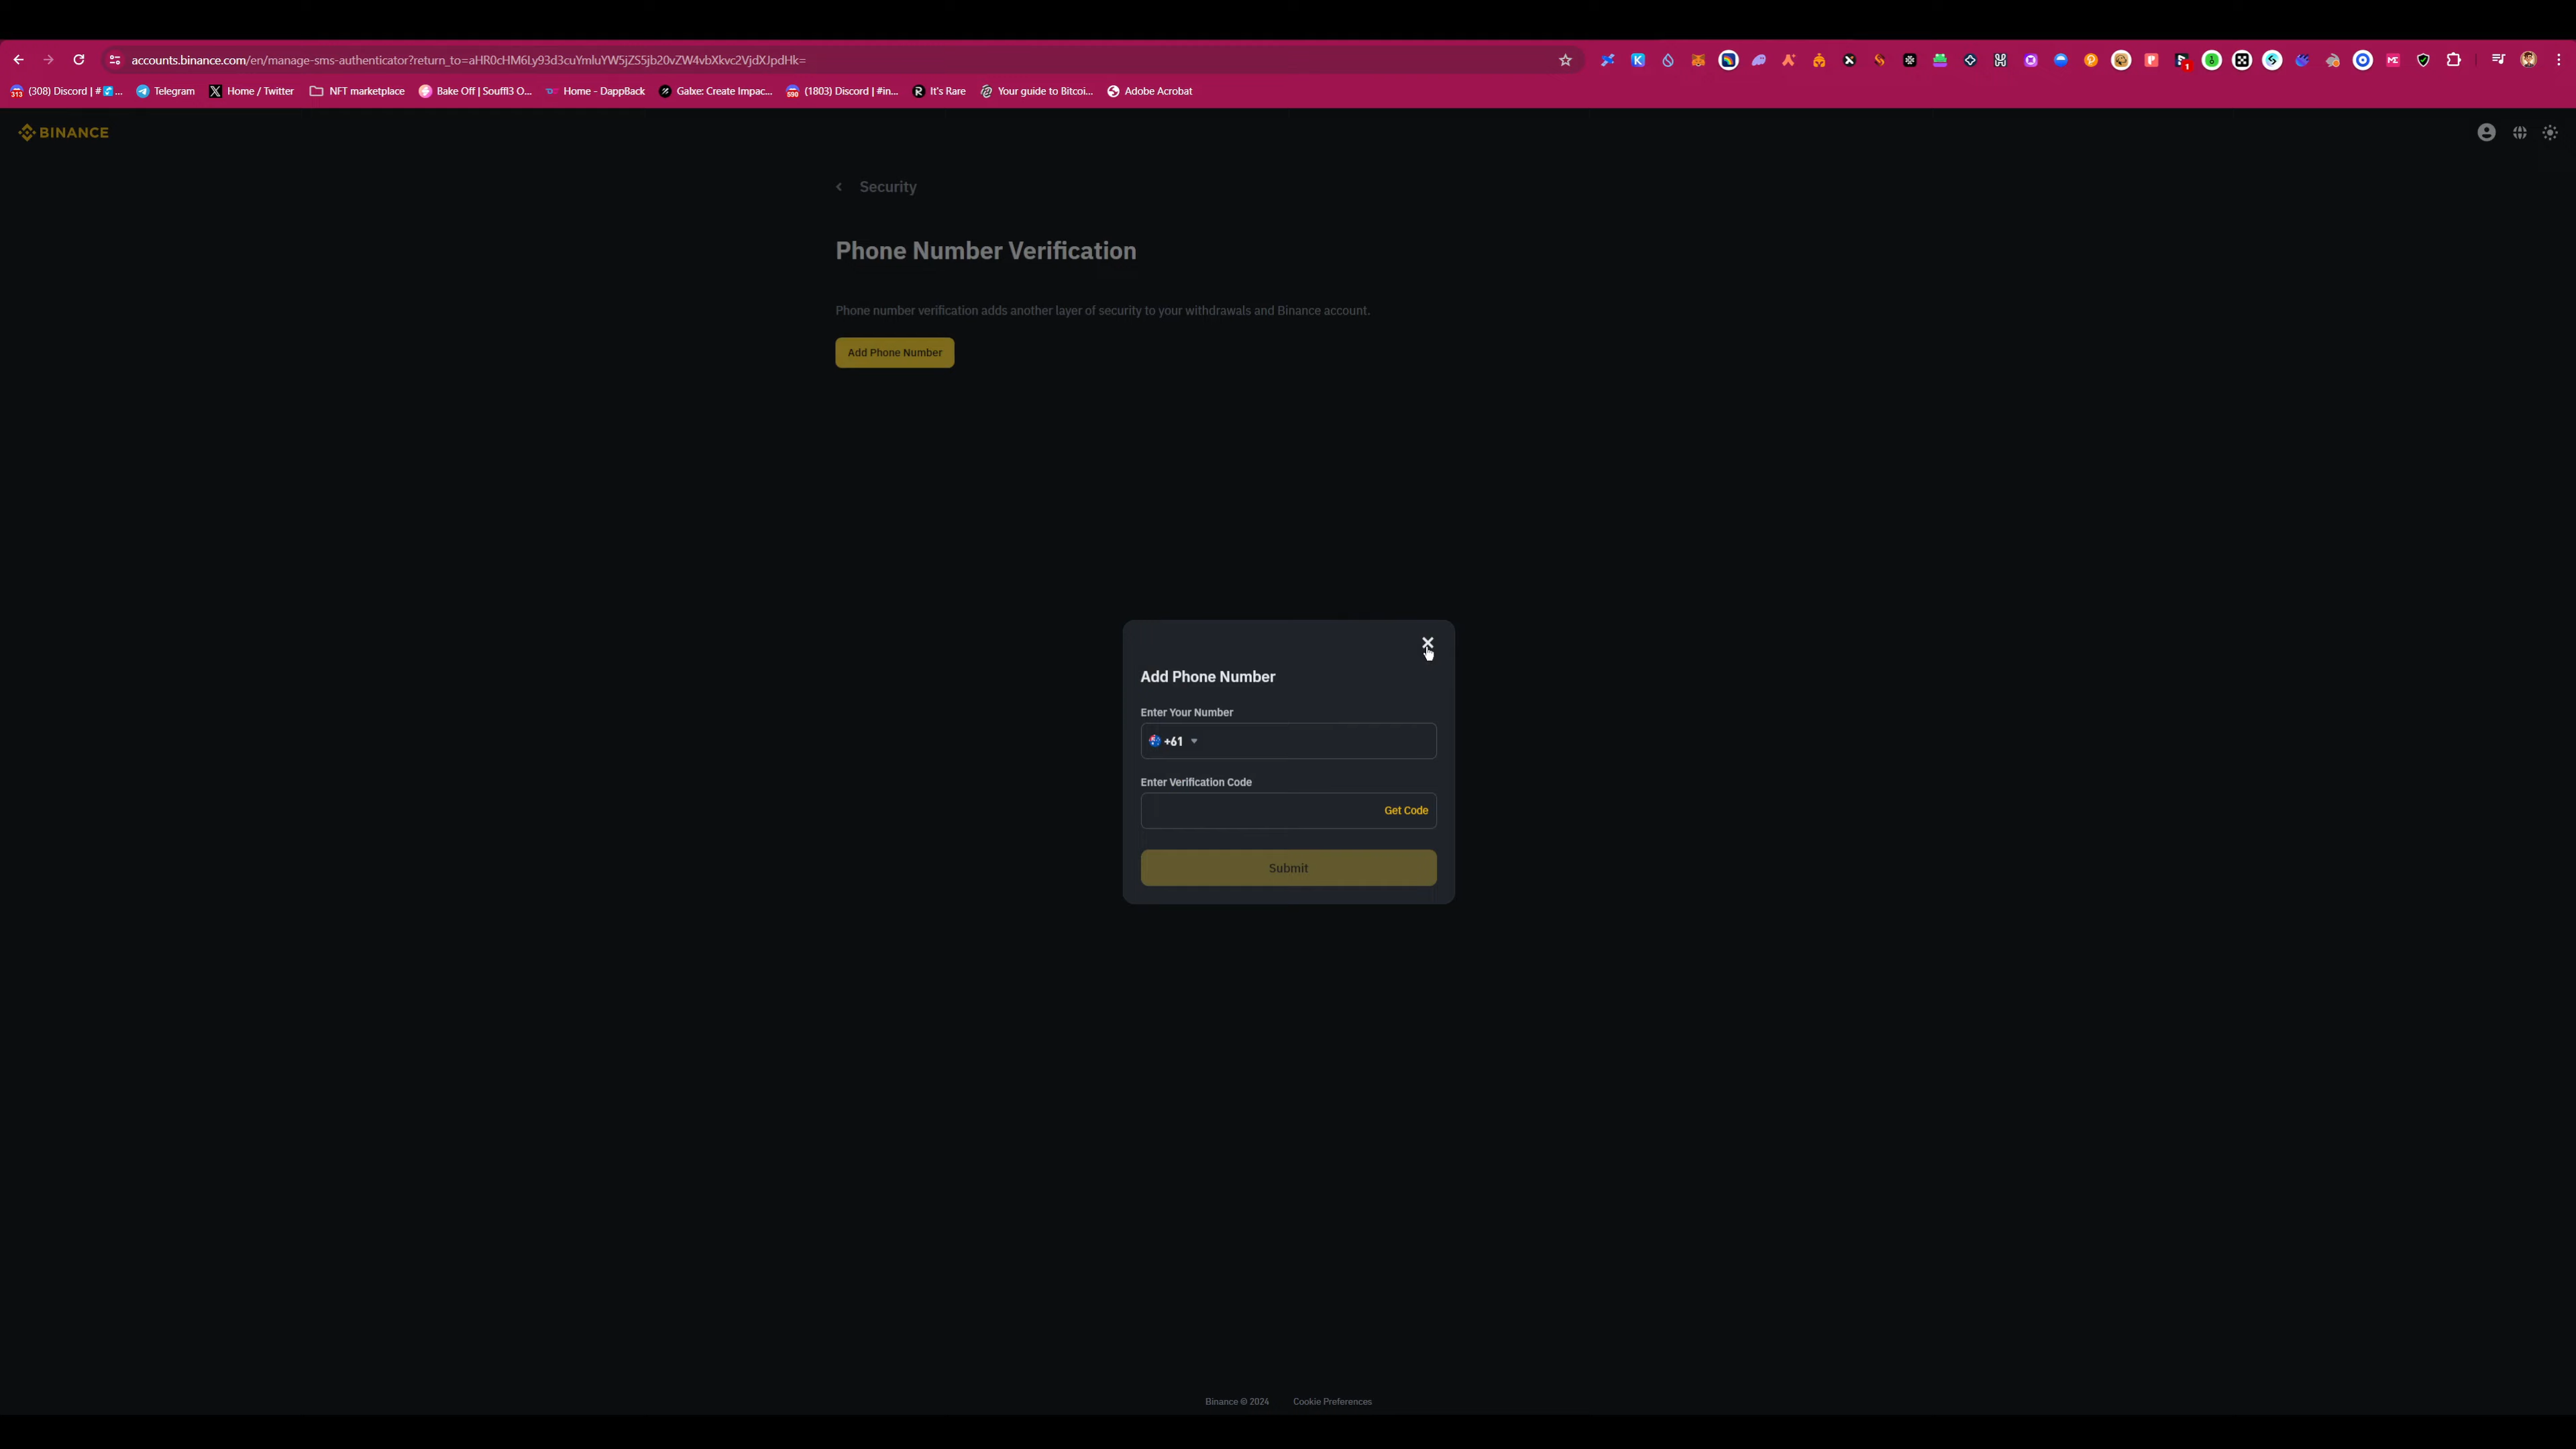 accounts.binance.com/en/manage-sms-authenticator?return_to=aHR0cHM6Ly93d3cuYmluYW5jZS5jb20vZW4vbXkvc2VjdXJpdHk=
(308) Discord | # ... Telegram Home / Twitter NFT marketplace Bake Off | Souffl3 O... Home - DappBack Galxe: Create Impac... (1803) Discord | #in... It's Rare Your guide to Bitcoi... Adobe Acrobat
BINANCE
Security
Phone Number Verification
Phone number verification adds another layer of security to your withdrawals and Binance account.
Add Phone Number
Add Phone Number
Enter Your Number
+61
Enter Verification Code
Get Code
Submit
Binance © 2024 Cookie Preferences